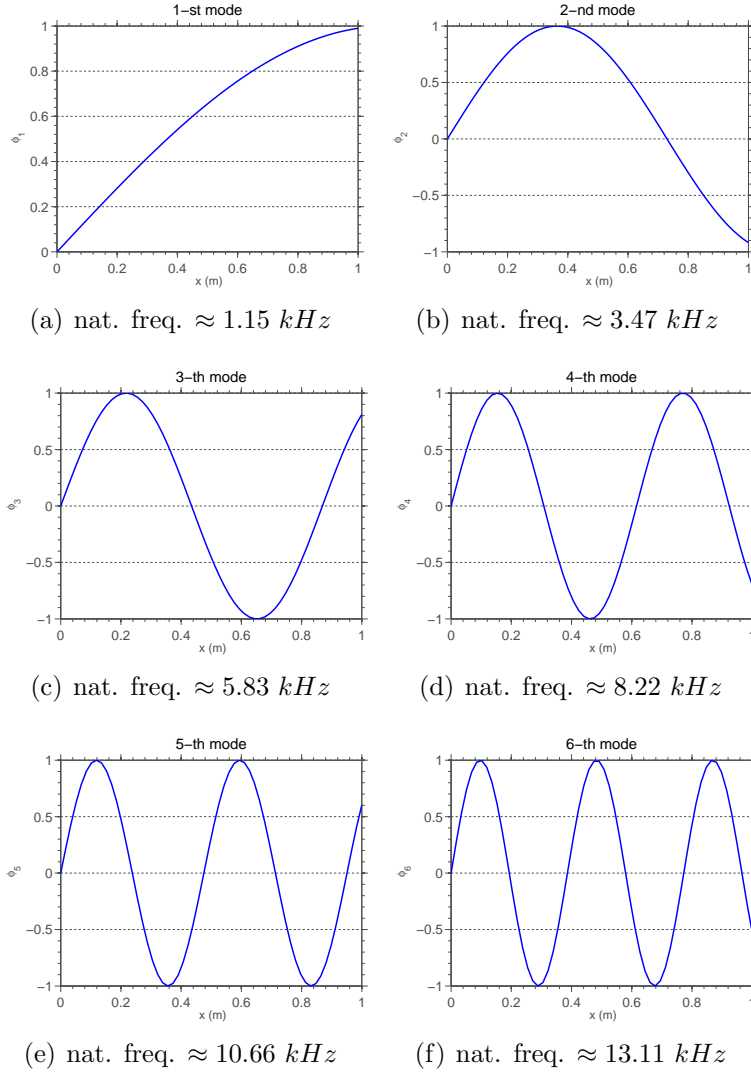 1−st mode
ϕ1
1
0.8
0.6
0.4
0.2
0
0 0.2 0.4 0.6 0.8 1
x (m)
(a) nat. freq. ≈ 1.15 kHz
2−nd mode
ϕ2
1
0.5
0
−0.5
−1
0 0.2 0.4 0.6 0.8 1
x (m)
(b) nat. freq. ≈ 3.47 kHz
3−th mode
ϕ3
1
0.5
0
−0.5
−1
0 0.2 0.4 0.6 0.8 1
x (m)
(c) nat. freq. ≈ 5.83 kHz
4−th mode
ϕ4
1
0.5
0
−0.5
−1
0 0.2 0.4 0.6 0.8 1
x (m)
(d) nat. freq. ≈ 8.22 kHz
5−th mode
ϕ5
1
0.5
0
−0.5
−1
0 0.2 0.4 0.6 0.8 1
x (m)
(e) nat. freq. ≈ 10.66 kHz
6−th mode
ϕ6
1
0.5
0
−0.5
−1
0 0.2 0.4 0.6 0.8 1
x (m)
(f) nat. freq. ≈ 13.11 kHz